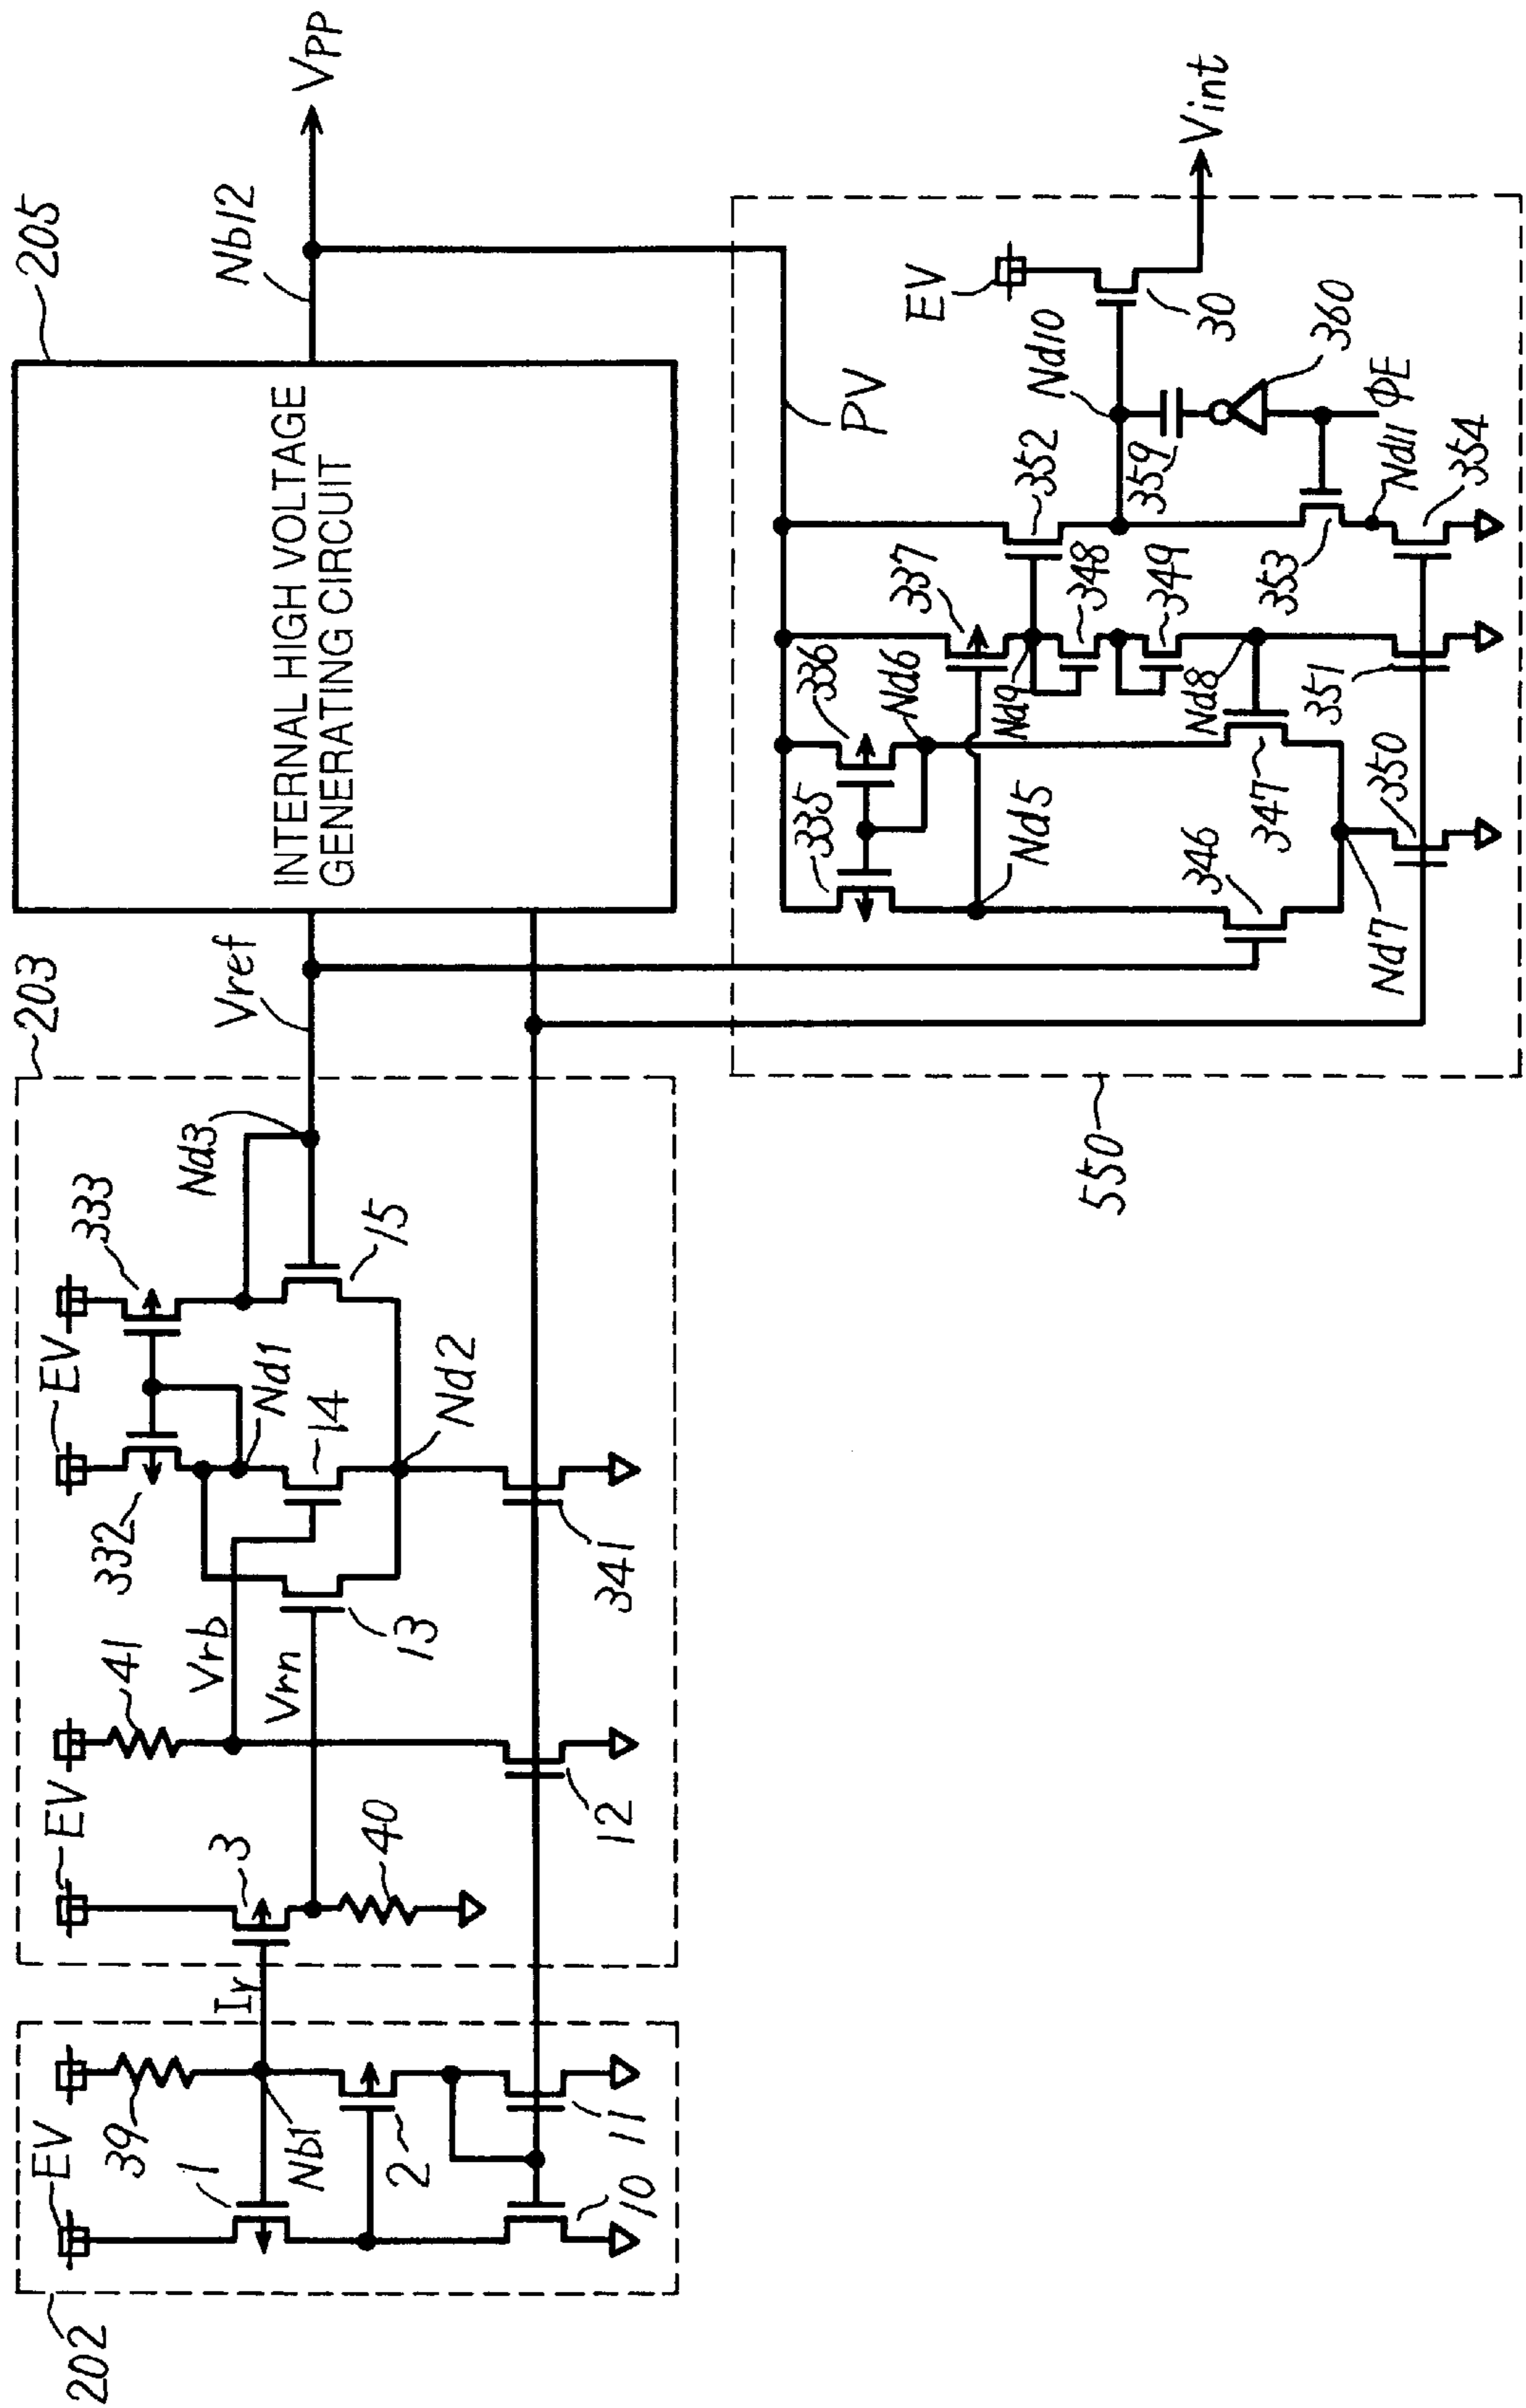 202
EV
39
1
Nb1
2
10
11
Ir
203
EV
3
40
41
Vrb
Vrn
12
EV
332
333
Nd1
14
13
15
Nd2
341
Nd3
Vref
205
INTERNAL HIGH VOLTAGE
GENERATING CIRCUIT
Nb12
VPP
550
PV
335
336
Nd6
337
Nd5
Nd9
348
349
352
Nd10
EV
30
Vint
359
360
ΦE
346
347
Nd8
353
Nd11
Nd7
350
351
354